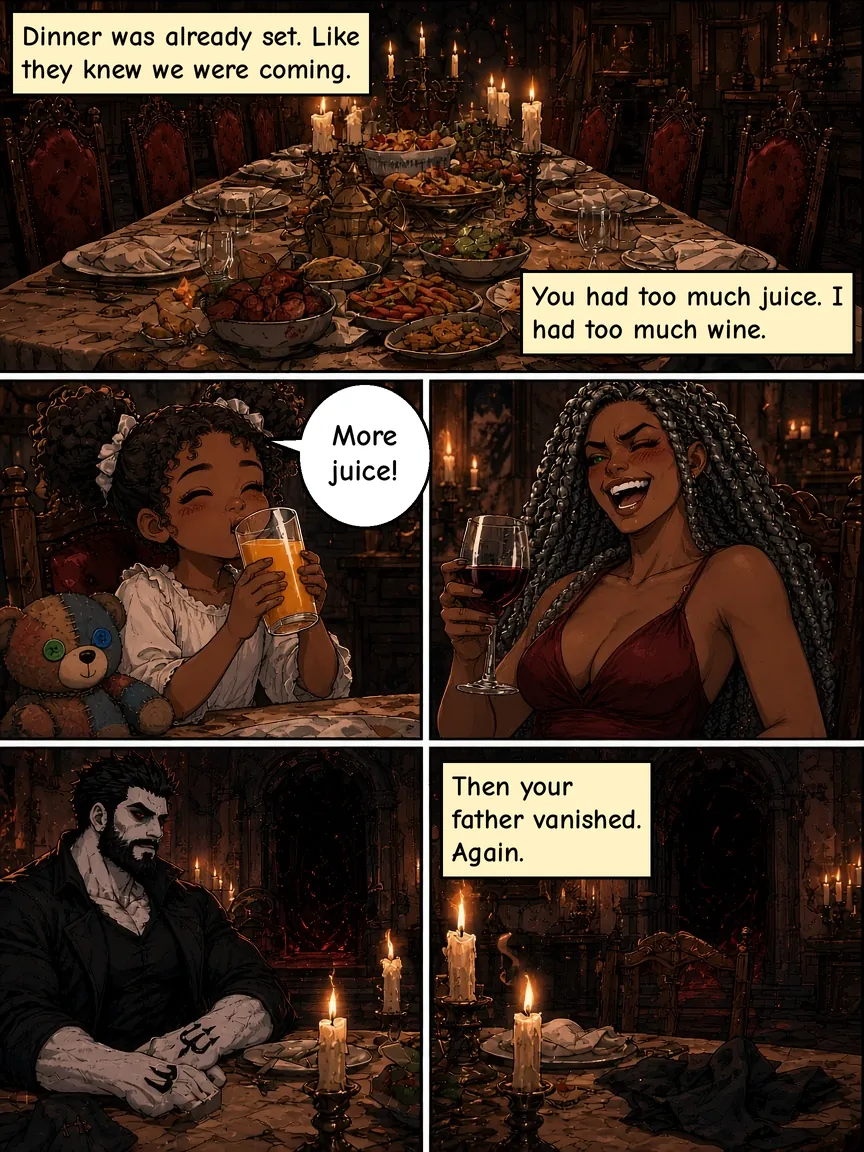 Dinner was already set. Like
they knew we were coming.
You had too much juice. I
had too much wine.
More
juice!
Then your
father vanished.
Again.